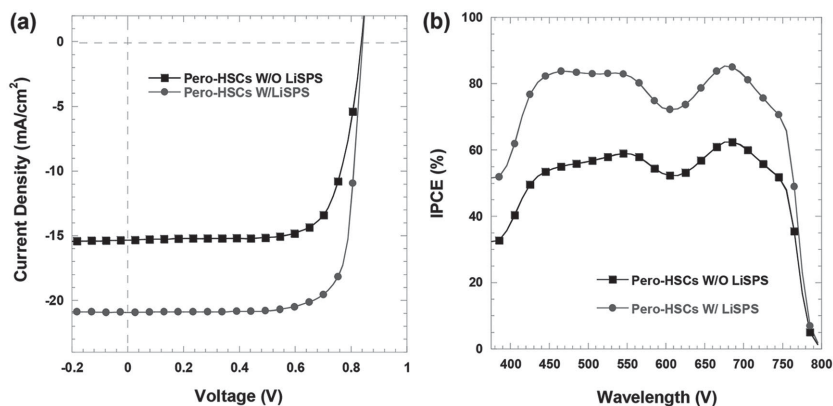 (a)
0
-5
-10
-15
-20
Current Density (mA/cm²)
Pero-HSCs W/O LiSPS
Pero-HSCs W/LiSPS
-0.2 0 0.2 0.4 0.6 0.8 1
Voltage (V)
(b)
100
80
60
40
20
0
IPCE (%)
Pero-HSCs W/O LiSPS
Pero-HSCs W/ LiSPS
400 450 500 550 600 650 700 750 800
Wavelength (V)